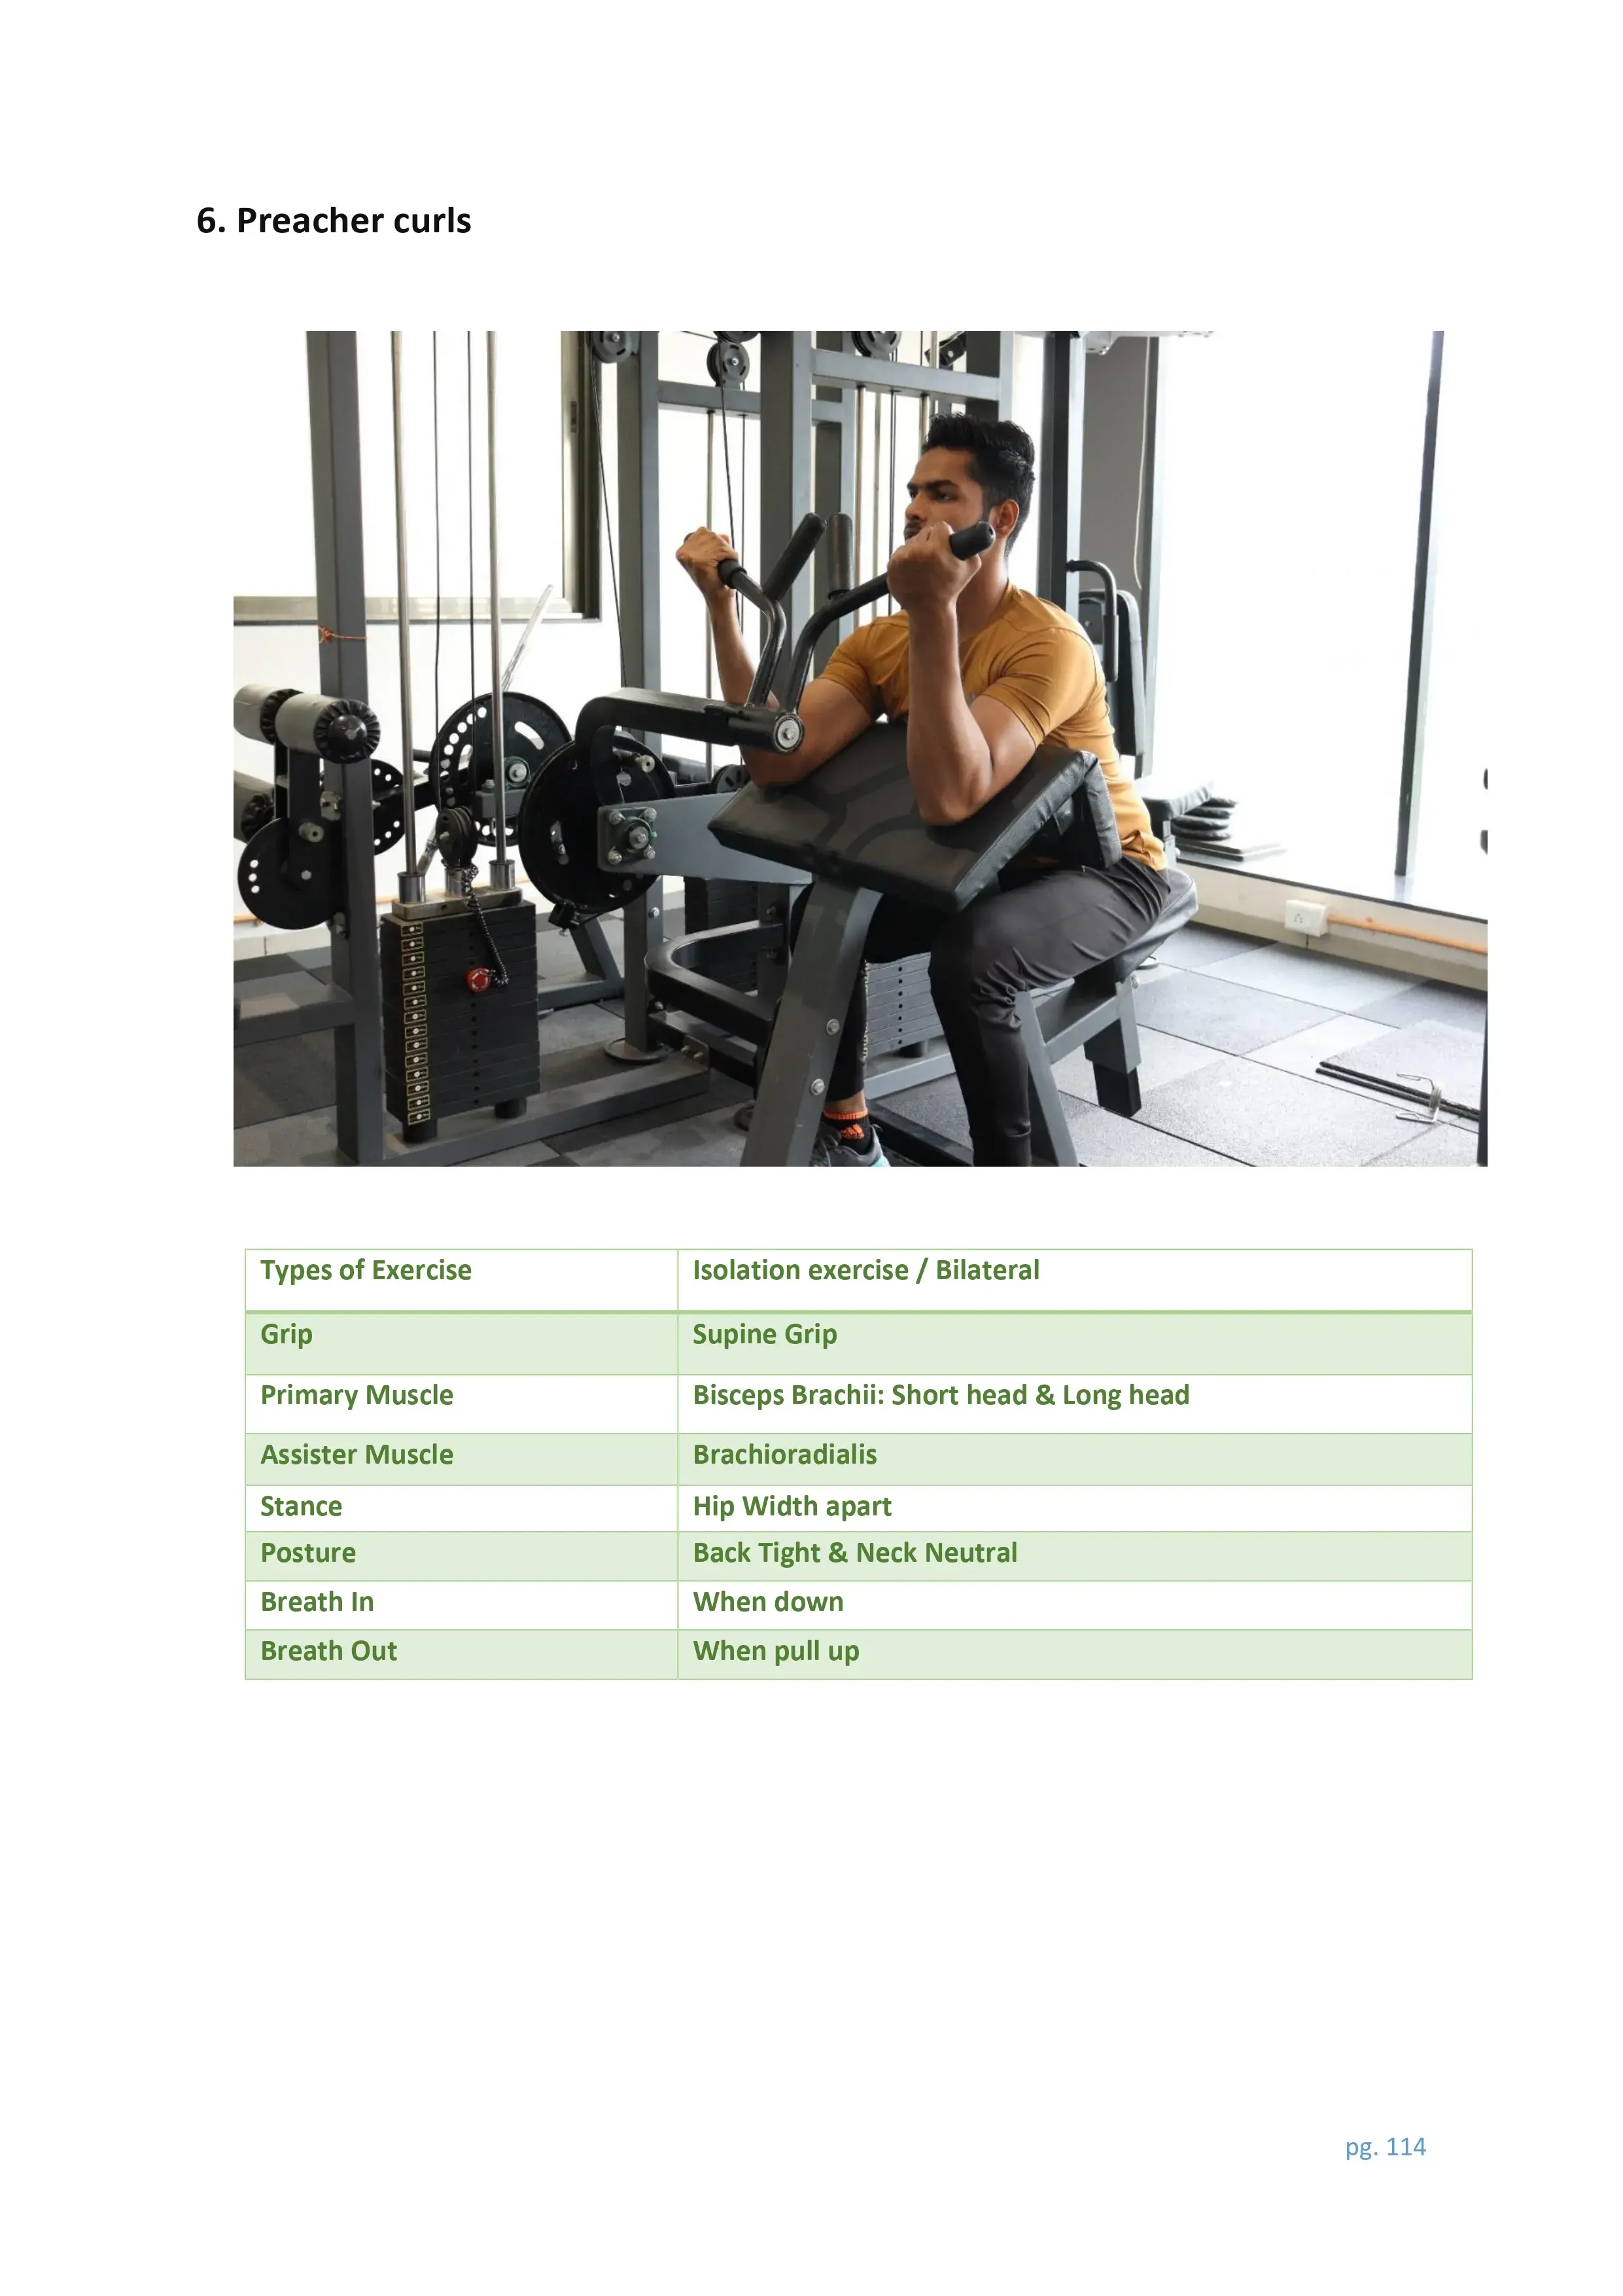 6. Preacher curls
Types of Exercise Isolation exercise / Bilateral
Grip Supine Grip
Primary Muscle Bisceps Brachii: Short head & Long head
Assister Muscle Brachioradialis
Stance Hip Width apart
Posture Back Tight & Neck Neutral
Breath In When down
Breath Out When pull up
pg. 114